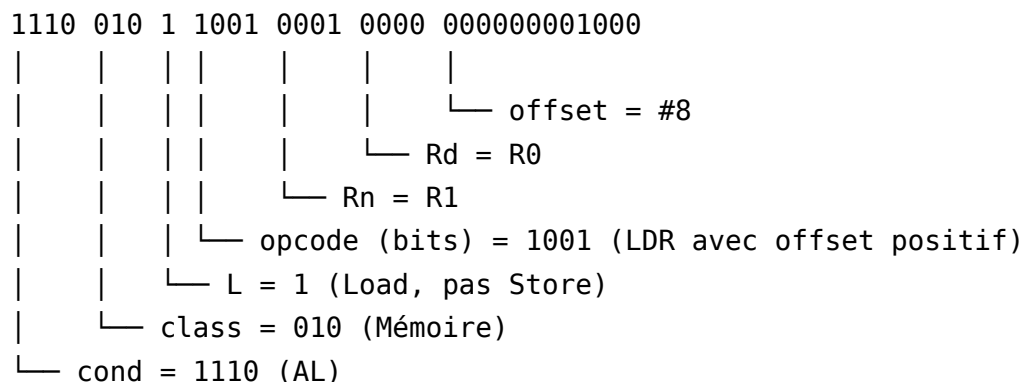 1110 010 1 1001 0001 0000 000000001000
offset = #8
Rd = R0
Rn = R1
opcode (bits) = 1001 (LDR avec offset positif)
L = 1 (Load, pas Store)
class = 010 (Mémoire)
cond = 1110 (AL)